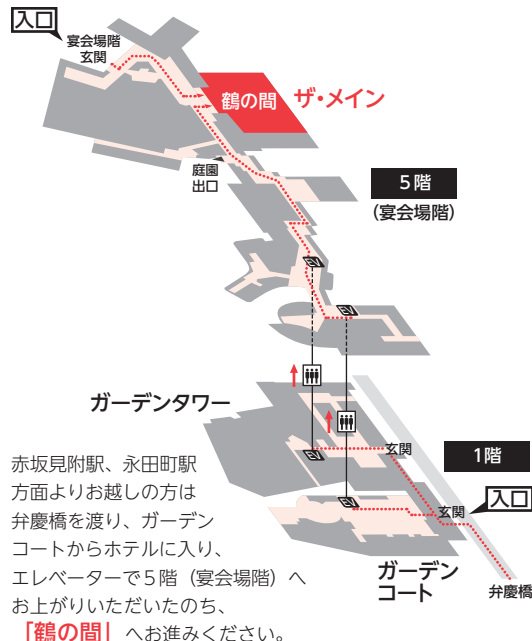 入口
宴会場階
玄関
鶴の間
ザ・メイン
庭園
出口
5階
(宴会場階)
ガーデンタワー
玄関
1階
入口
玄関
ガーデン
コート
弁慶橋
赤坂見附駅、永田町駅
方面よりお越しの方は
弁慶橋を渡り、ガーデン
コートからホテルに入り、
エレベーターで5階（宴会場階）へ
お上がりいただいたのち、
「鶴の間」へお進みください。